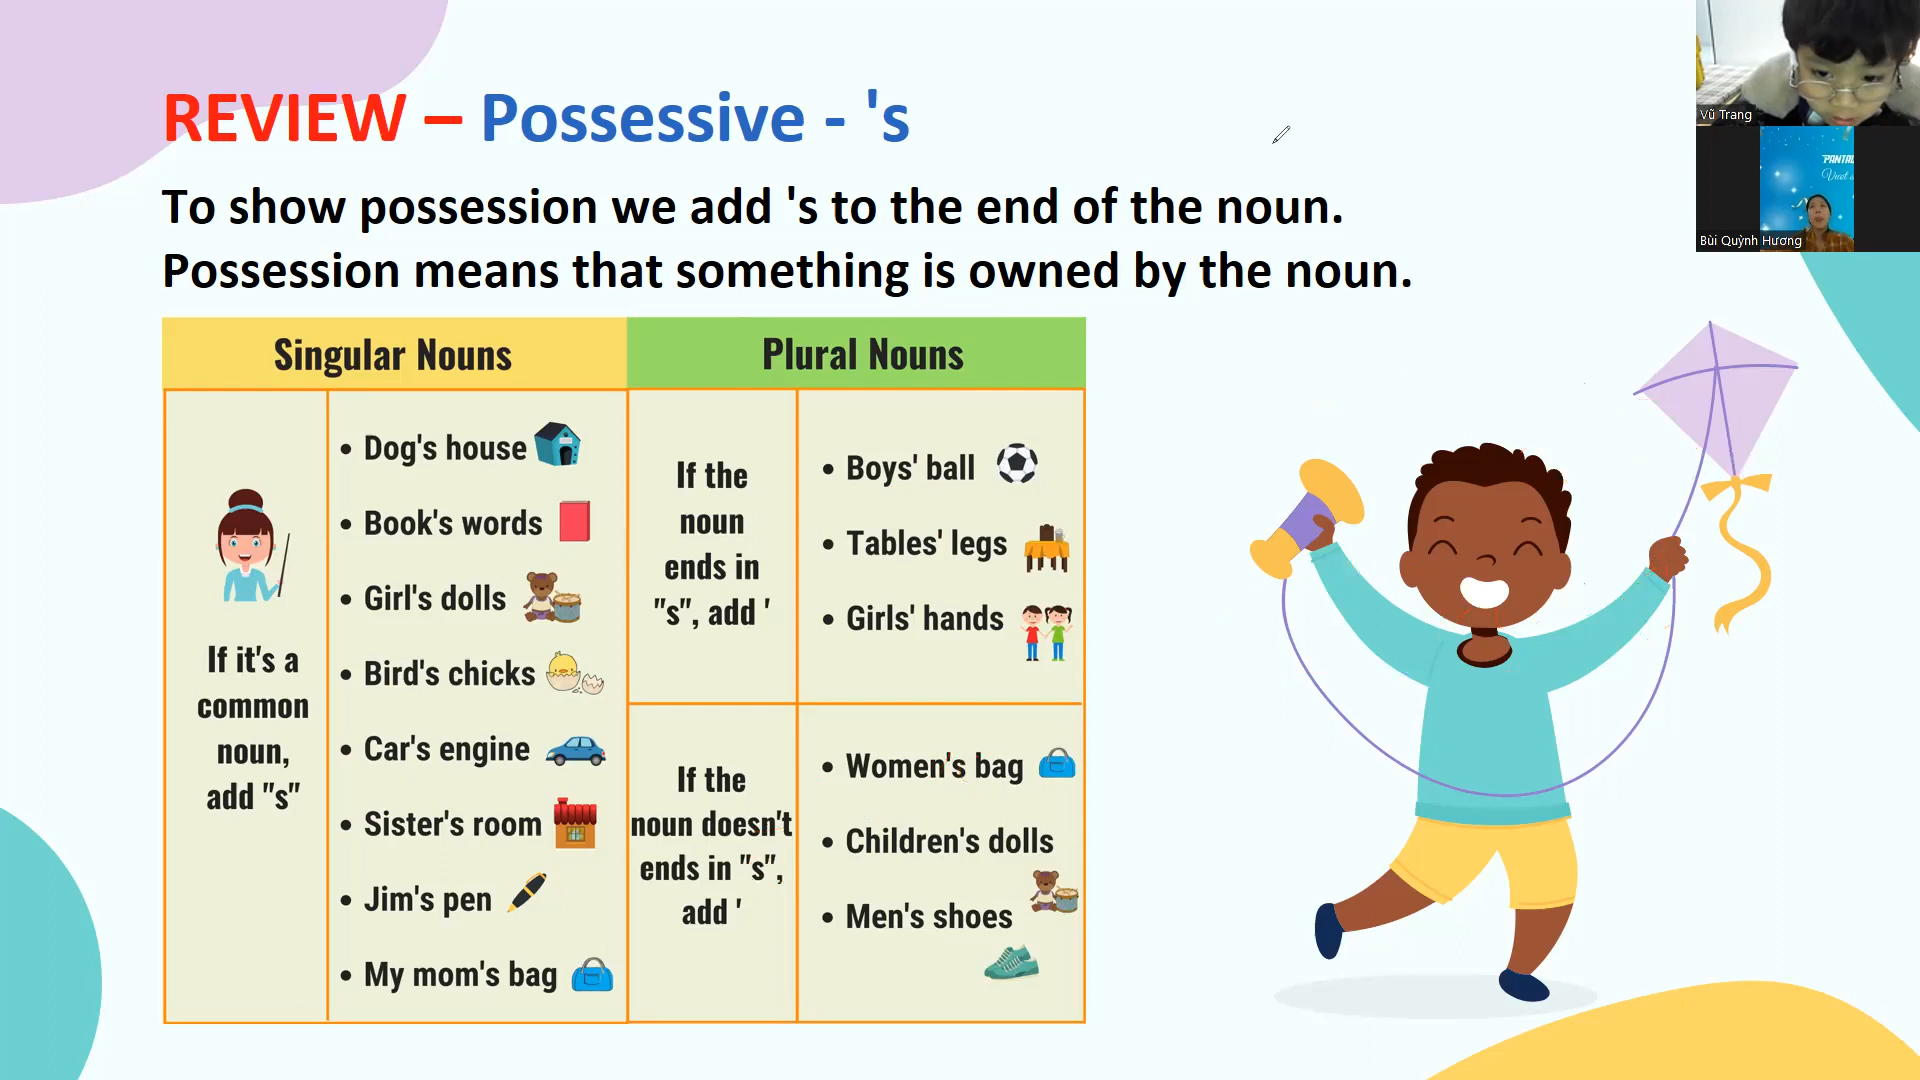 REVIEW – Possessive - 's
To show possession we add 's to the end of the noun.
Possession means that something is owned by the noun.
Singular Nouns
Plural Nouns
If it's a
common
noun,
add "s"
• Dog's house
• Book's words
• Girl's dolls
• Bird's chicks
• Car's engine
• Sister's room
• Jim's pen
• My mom's bag
If the
noun
ends in
"s", add '
• Boys' ball
• Tables' legs
• Girls' hands
If the
noun doesn't
ends in "s",
add '
• Women's bag
• Children's dolls
• Men's shoes
Vũ Trang
Bùi Quỳnh Hương